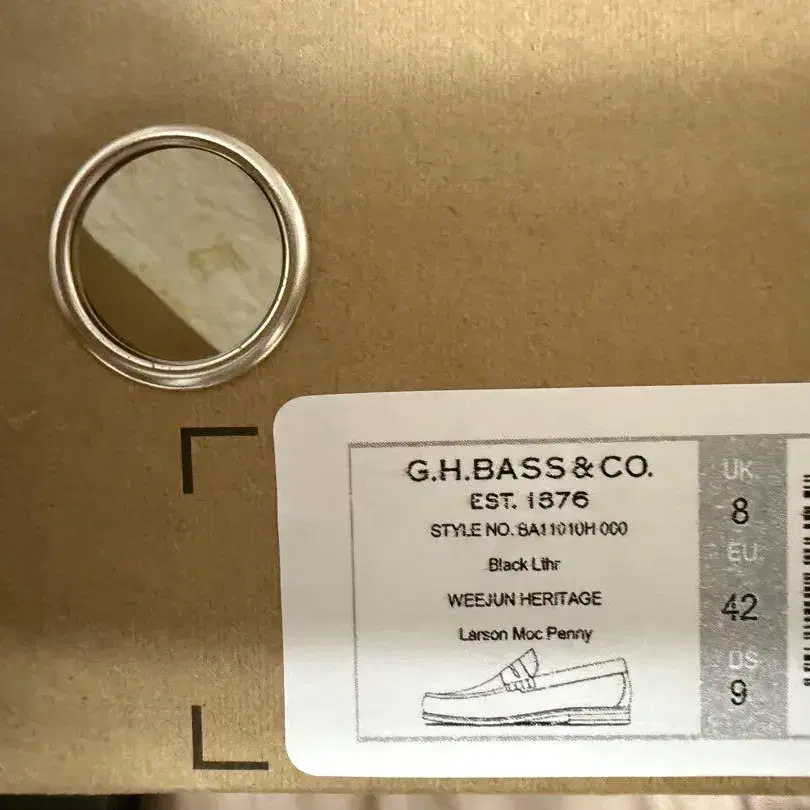 G.H.BASS & CO.
EST. 1876
STYLE NO. BA11010H 000
Black Lthr
WEEJUN HERITAGE
Larson Moc Penny
UK
8
EU
42
US
9